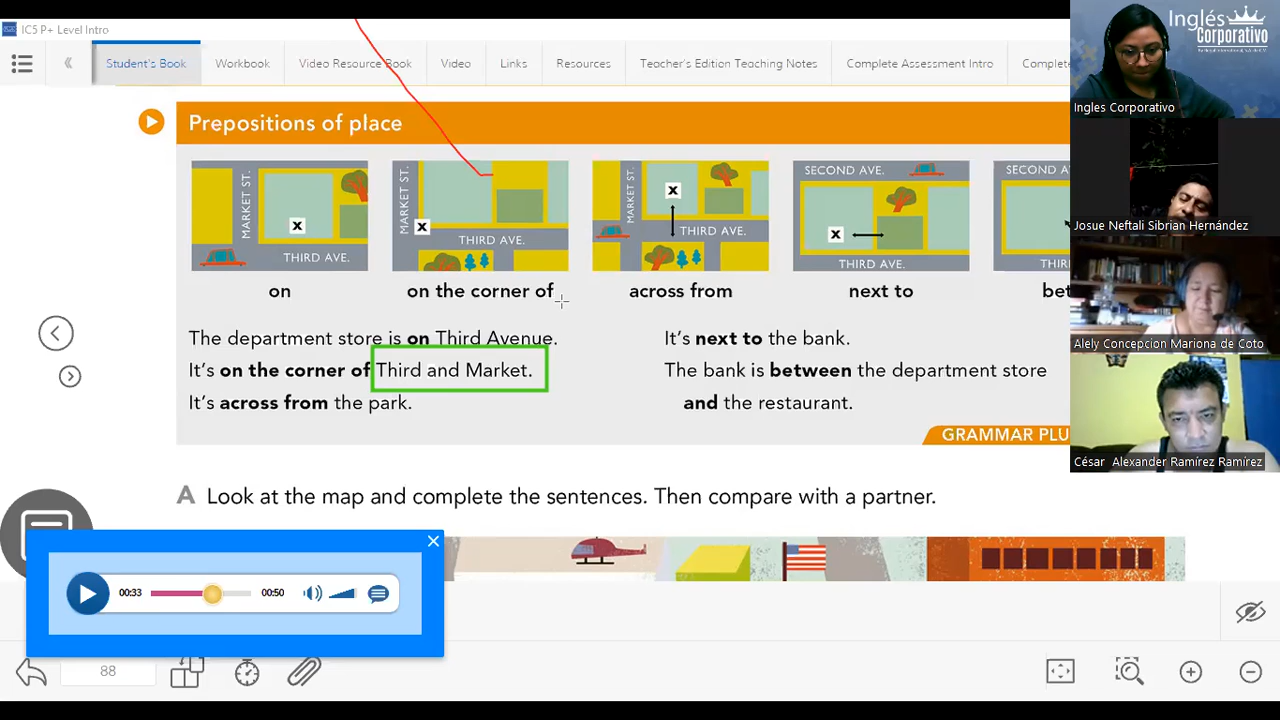 IC5 P+ Level Intro
Student's Book
Workbook
Video Resource Book
Video
Links
Resources
Teacher's Edition Teaching Notes
Complete Assessment Intro
Comple
Inglés
Corporativo
Ingles Corporativo
Prepositions of place
MARKET ST.
THIRD AVE.
X
MARKET ST.
THIRD AVE.
X
MARKET ST.
THIRD AVE.
X
SECOND AVE.
THIRD AVE.
X
SECOND
THIRD
on
on the corner of
across from
next to
bet
Josue Neftali Sibrian Hernández
The department store is on Third Avenue.
It's on the corner of Third and Market.
It's across from the park.
It's next to the bank.
The bank is between the department store
and the restaurant.
Alely Concepcion Mariona de Coto
GRAMMAR PLU
César Alexander Ramírez Ramírez
A Look at the map and complete the sentences. Then compare with a partner.
00:33
00:50
88